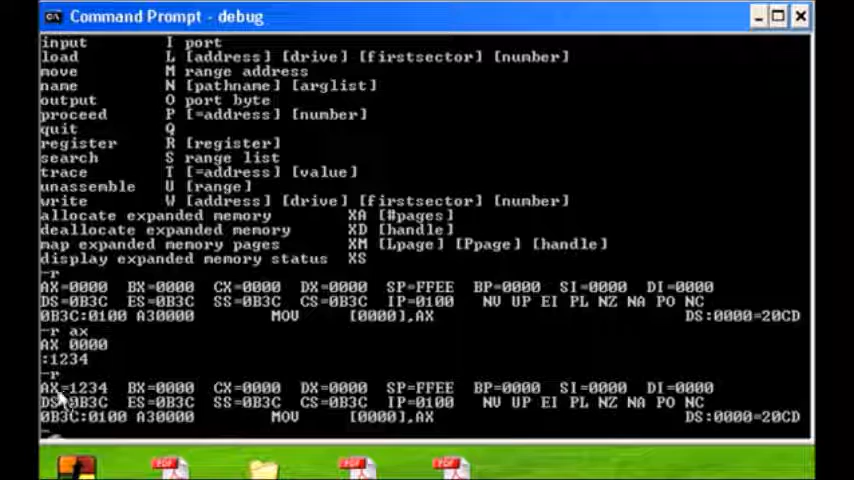 Command Prompt - debug
input I port
load L [address] [drive] [firstsector] [number]
move M range address
name N [pathname] [arglist]
output O port byte
proceed P [=address] [number]
quit Q
register R [register]
search S range list
trace T [=address] [value]
unassemble U [range]
write W [address] [drive] [firstsector] [number]
allocate expanded memory XA [#pages]
deallocate expanded memory XD [handle]
map expanded memory pages XM [Lpage] [Ppage] [handle]
display expanded memory status XS
-r
AX=0000 BX=0000 CX=0000 DX=0000 SP=FFEE BP=0000 SI=0000 DI=0000
DS=0B3C ES=0B3C SS=0B3C CS=0B3C IP=0100 NV UP EI PL NZ NA PO NC
0B3C:0100 A30000 MOV [0000],AX DS:0000=20CD
-r ax
AX 0000
:1234
-r
AX=1234 BX=0000 CX=0000 DX=0000 SP=FFEE BP=0000 SI=0000 DI=0000
DS=0B3C ES=0B3C SS=0B3C CS=0B3C IP=0100 NV UP EI PL NZ NA PO NC
0B3C:0100 A30000 MOV [0000],AX DS:0000=20CD
-